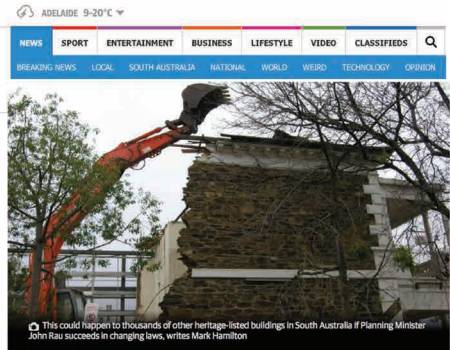 ADELAIDE 9-20°C
NEWS SPORT ENTERTAINMENT BUSINESS LIFESTYLE VIDEO CLASSIFIEDS
BREAKING NEWS LOCAL SOUTH AUSTRALIA NATIONAL WORLD WEIRD TECHNOLOGY OPINION
This could happen to thousands of other heritage-listed buildings in South Australia if Planning Minister
John Rau succeeds in changing laws, writes Mark Hamilton